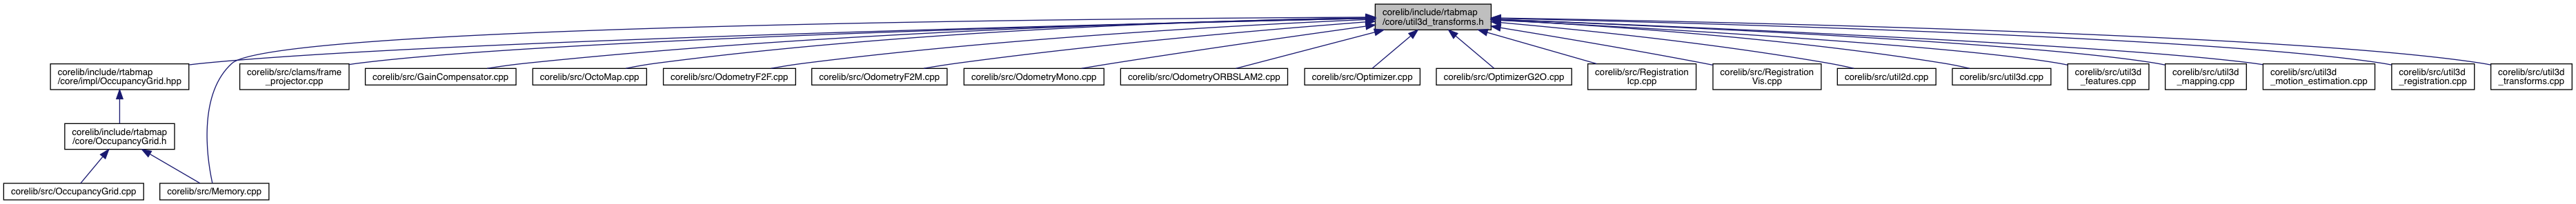 corelib/include/rtabmap
/core/util3d_transforms.h
corelib/include/rtabmap
/core/impl/OccupancyGrid.hpp
corelib/src/clams/frame
_projector.cpp
corelib/src/GainCompensator.cpp
corelib/src/OctoMap.cpp
corelib/src/OdometryF2F.cpp
corelib/src/OdometryF2M.cpp
corelib/src/OdometryMono.cpp
corelib/src/OdometryORBSLAM2.cpp
corelib/src/Optimizer.cpp
corelib/src/OptimizerG2O.cpp
corelib/src/Registration
Icp.cpp
corelib/src/Registration
Vis.cpp
corelib/src/util2d.cpp
corelib/src/util3d.cpp
corelib/src/util3d
_features.cpp
corelib/src/util3d
_mapping.cpp
corelib/src/util3d
_motion_estimation.cpp
corelib/src/util3d
_registration.cpp
corelib/src/util3d
_transforms.cpp
corelib/include/rtabmap
/core/OccupancyGrid.h
corelib/src/OccupancyGrid.cpp
corelib/src/Memory.cpp